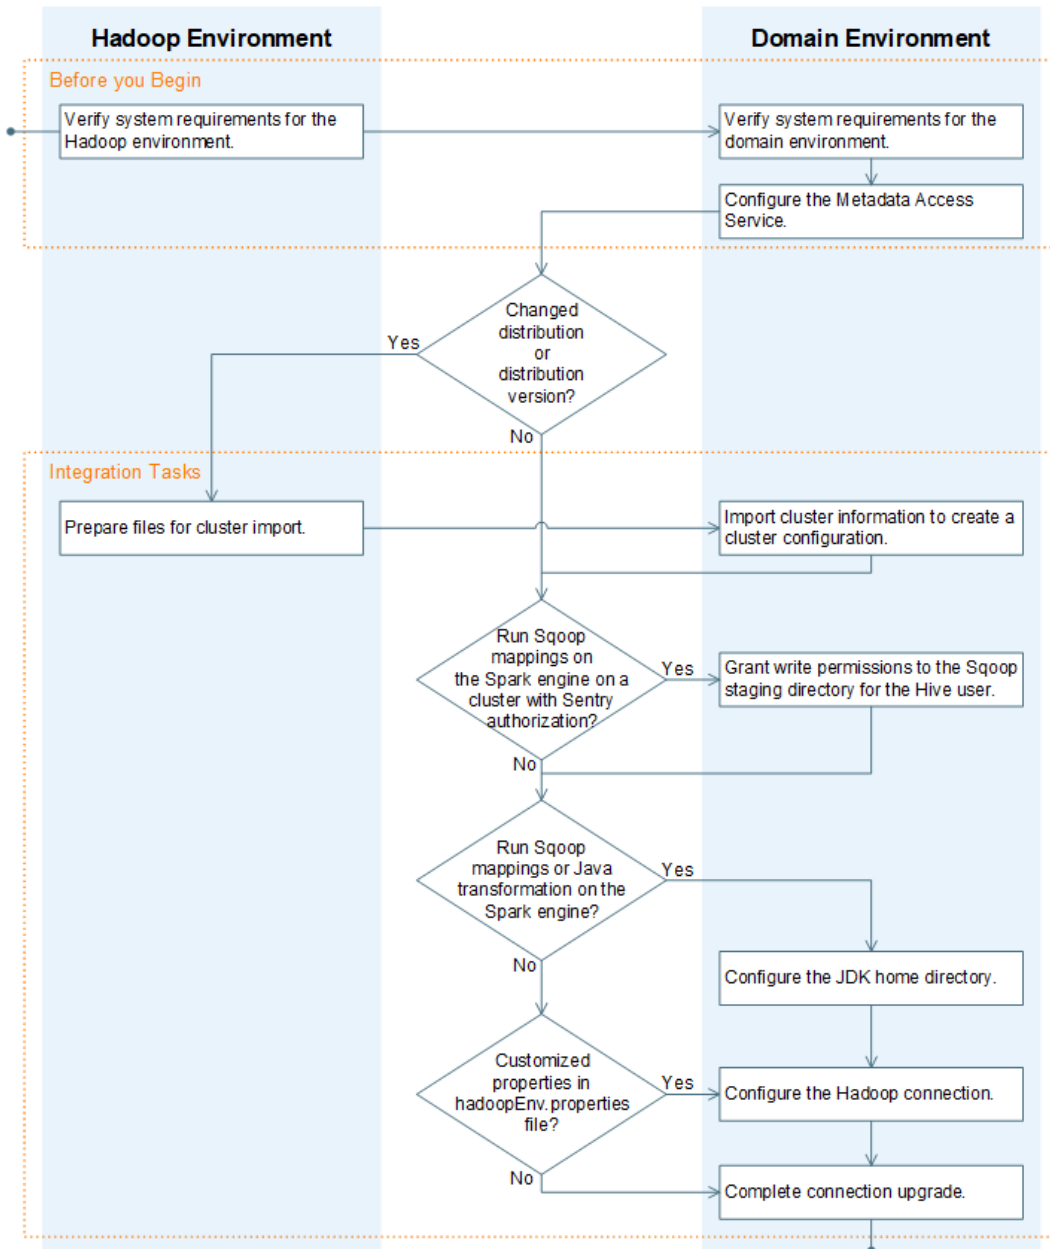 Hadoop Environment
Domain Environment
Before you Begin
Verify system requirements for the
Hadoop environment.
Verify system requirements for the
domain environment.
Configure the Metadata Access
Service.
Changed
distribution
or
distribution
version?
Yes
No
Integration Tasks
Prepare files for cluster import.
Import cluster information to create a
cluster configuration.
Run Sqoop
mappings on
the Spark engine on a
cluster with Sentry
authorization?
Yes
Grant write permissions to the Sqoop
staging directory for the Hive user.
No
Run Sqoop
mappings or Java
transformation on the
Spark engine?
Yes
No
Configure the JDK home directory.
Customized
properties in
hadoopEnv.properties
file?
Yes
Configure the Hadoop connection.
No
Complete connection upgrade.